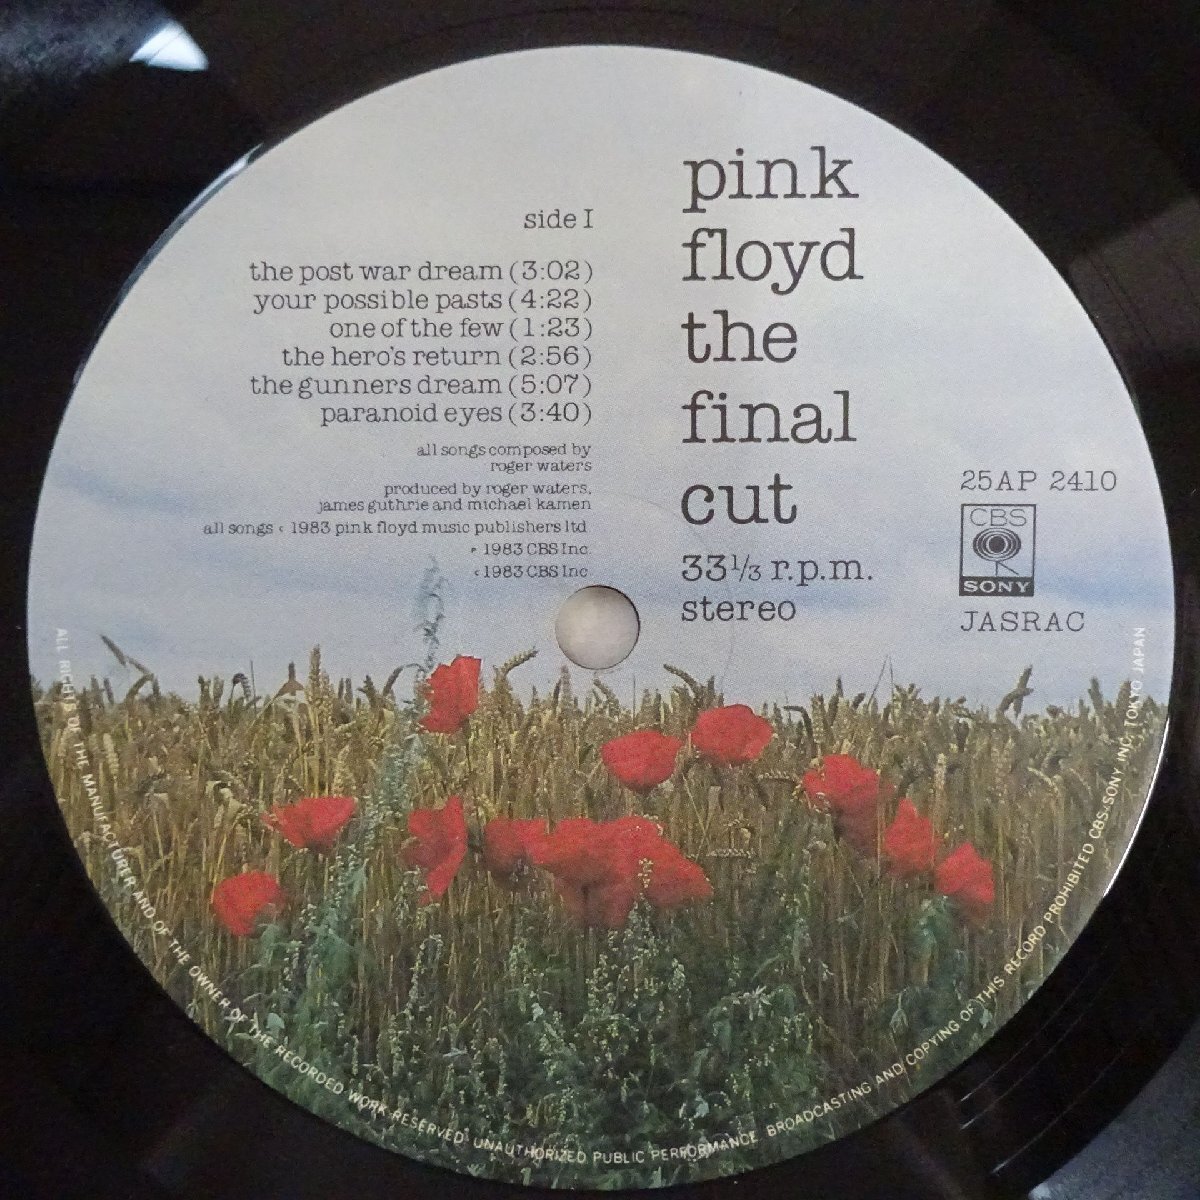 pink
floyd
the
final
cut
33⅓ r.p.m.
stereo
side I
the post war dream (3:02)
your possible pasts (4:22)
one of the few (1:23)
the hero's return (2:56)
the gunners dream (5:07)
paranoid eyes (3:40)
all songs composed by
roger waters
produced by roger waters,
james guthrie and michael kamen
all songs © 1983 pink floyd music publishers ltd
℗ 1983 CBS Inc
© 1983 CBS Inc
25AP 2410
CBS
SONY
JASRAC
ALL RIGHTS OF THE MANUFACTURER AND OF THE OWNER OF THE RECORDED WORK RESERVED UNAUTHORIZED PUBLIC PERFORMANCE BROADCASTING AND COPYING OF THIS RECORD PROHIBITED CBS-SONY INC. TOKYO JAPAN